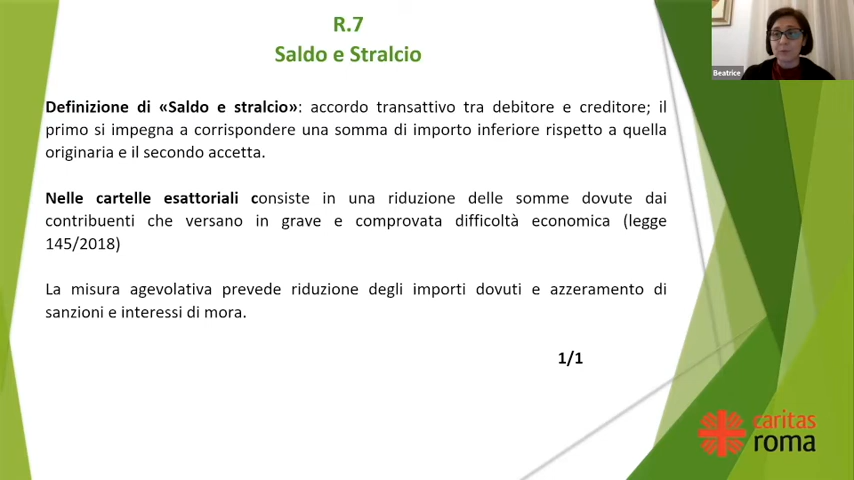 R.7
Saldo e Stralcio
Beatrice
Definizione di «Saldo e stralcio»: accordo transattivo tra debitore e creditore; il
primo si impegna a corrispondere una somma di importo inferiore rispetto a quella
originaria e il secondo accetta.
Nelle cartelle esattoriali consiste in una riduzione delle somme dovute dai
contribuenti che versano in grave e comprovata difficoltà economica (legge
145/2018)
La misura agevolativa prevede riduzione degli importi dovuti e azzeramento di
sanzioni e interessi di mora.
1/1
caritas
roma